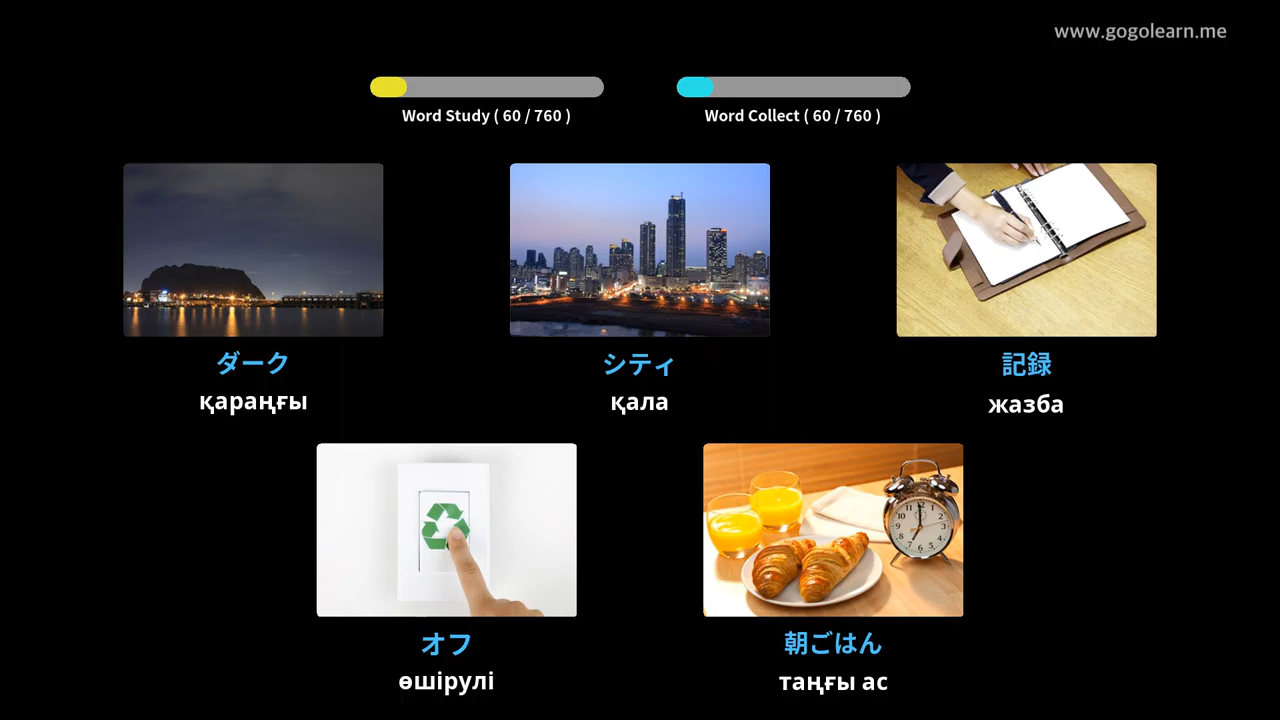 www.gogolearn.me
Word Study ( 60 / 760 )
Word Collect ( 60 / 760 )
ダーク
қараңғы
シティ
қала
記録
жазба
オフ
өшірулі
朝ごはん
таңғы ас